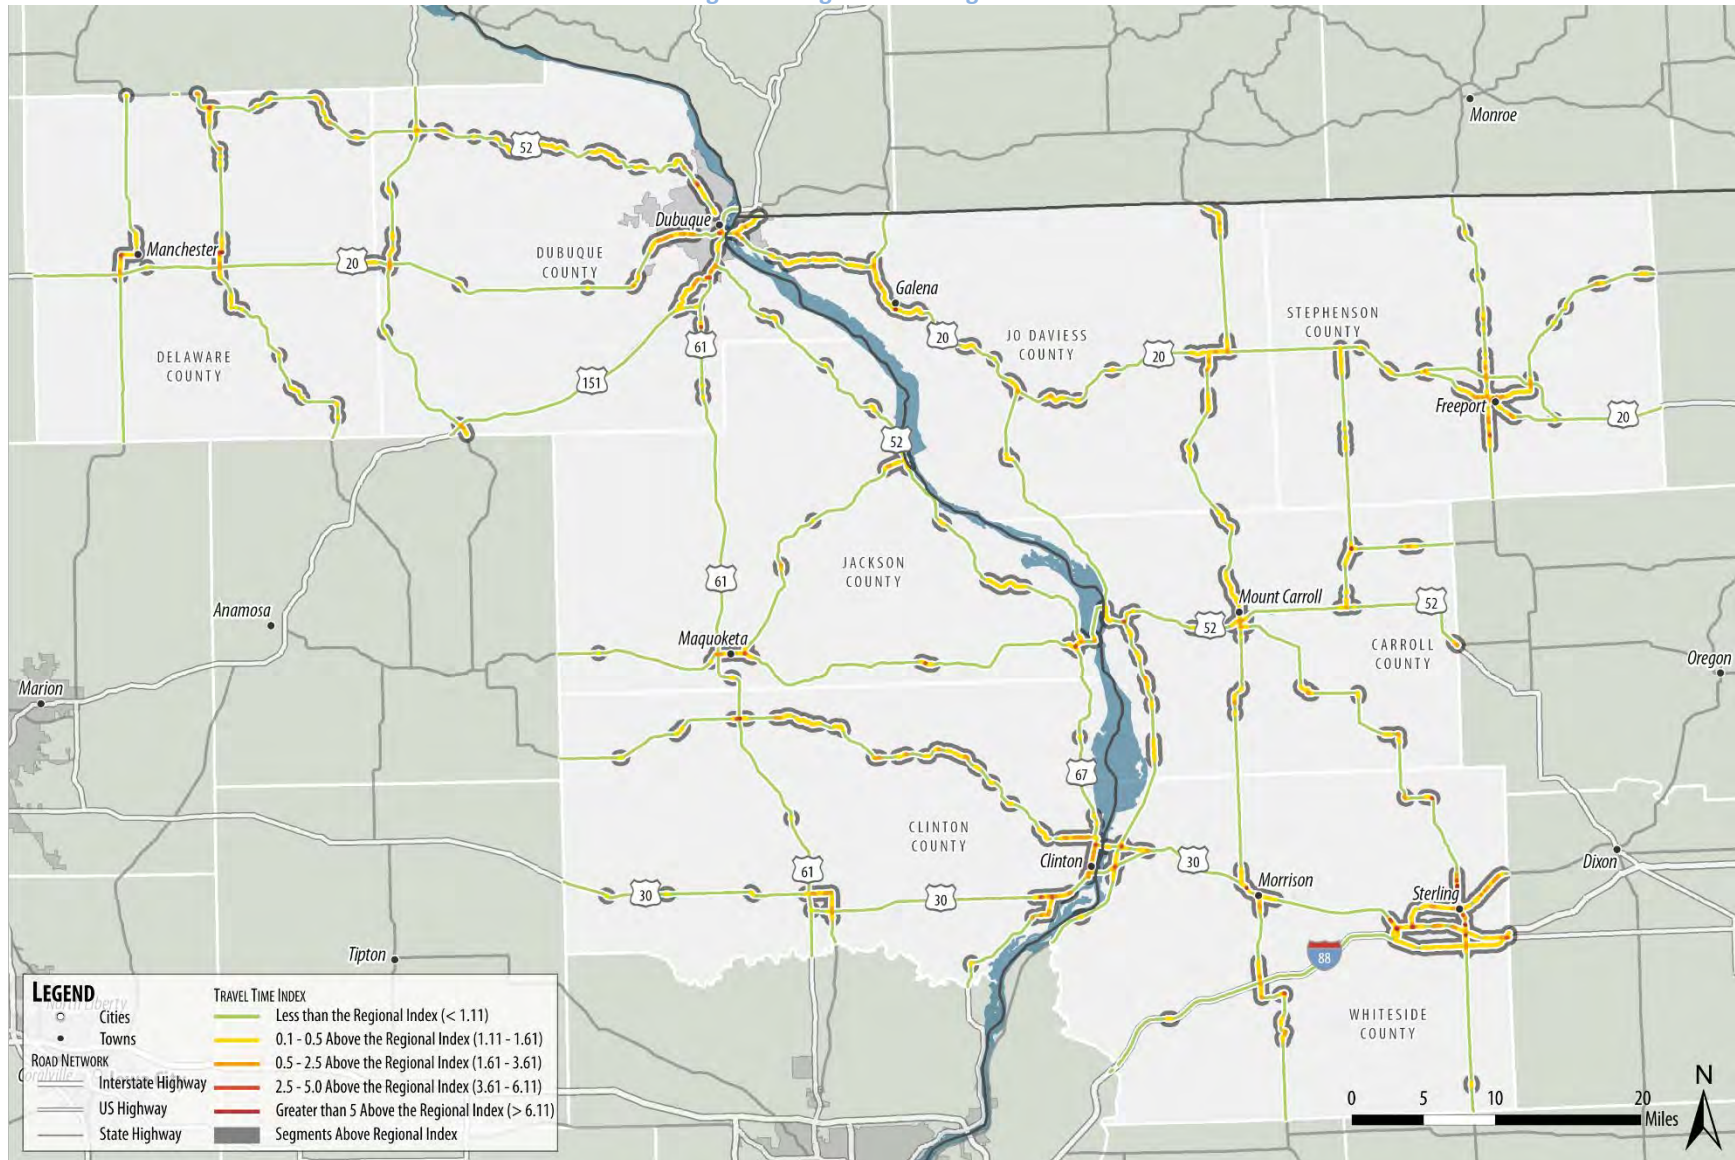 Monroe
52
Dubuque
Manchester
DUBUQUE
COUNTY
20
Galena
STEPHENSON
COUNTY
20
JO DAVIESS
COUNTY
61
20
DELAWARE
COUNTY
151
Freeport
20
52
JACKSON
COUNTY
61
Anamosa
Mount Carroll
52
52
Maquoketa
CARROLL
COUNTY
Oregon
Marion
67
CLINTON
COUNTY
Clinton
30
Dixon
61
Morrison
30
30
Sterling
Tipton
88
WHITESIDE
COUNTY
LEGEND
North Liberty
Cities
Towns
ROAD NETWORK
Coralville
Interstate Highway
US Highway
State Highway
TRAVEL TIME INDEX
Less than the Regional Index (< 1.11)
0.1 - 0.5 Above the Regional Index (1.11 - 1.61)
0.5 - 2.5 Above the Regional Index (1.61 - 3.61)
2.5 - 5.0 Above the Regional Index (3.61 - 6.11)
Greater than 5 Above the Regional Index (> 6.11)
Segments Above Regional Index
N
0 5 10 20
Miles